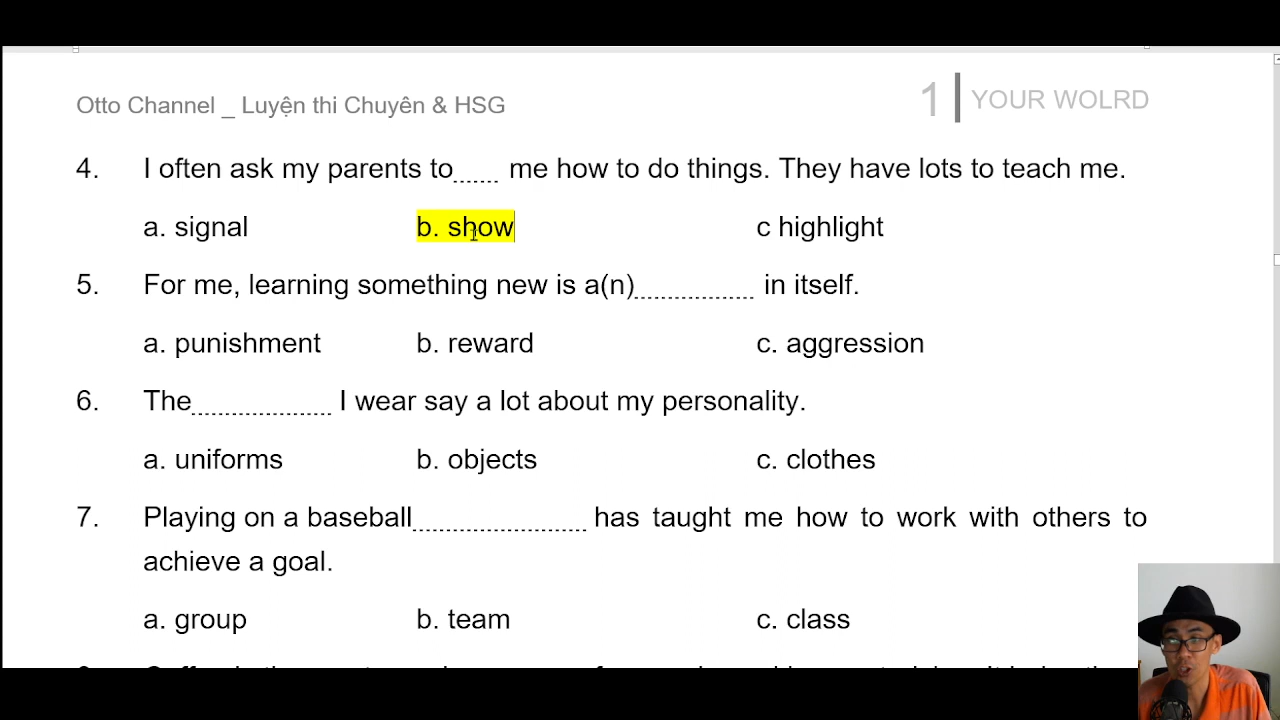 Otto Channel _ Luyện thi Chuyên & HSG
1 YOUR WOLRD
4. I often ask my parents to...... me how to do things. They have lots to teach me.
a. signal b. show c highlight
5. For me, learning something new is a(n)............... in itself.
a. punishment b. reward c. aggression
6. The................. I wear say a lot about my personality.
a. uniforms b. objects c. clothes
7. Playing on a baseball..................... has taught me how to work with others to
achieve a goal.
a. group b. team c. class